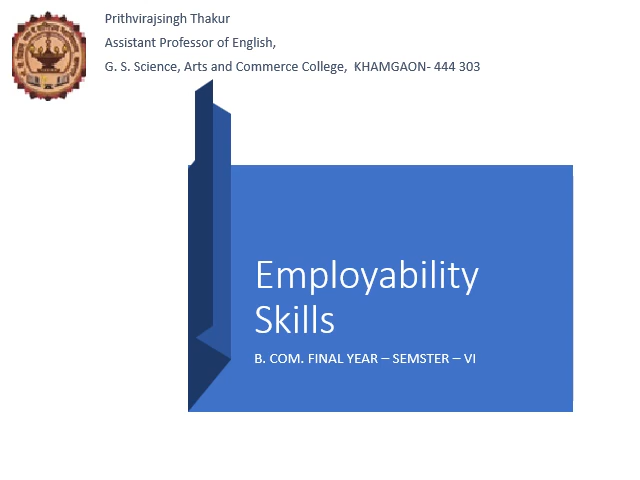 Prithvirajsingh Thakur
Assistant Professor of English,
G. S. Science, Arts and Commerce College, KHAMGAON- 444 303
Employability
Skills
B. COM. FINAL YEAR – SEMSTER – VI